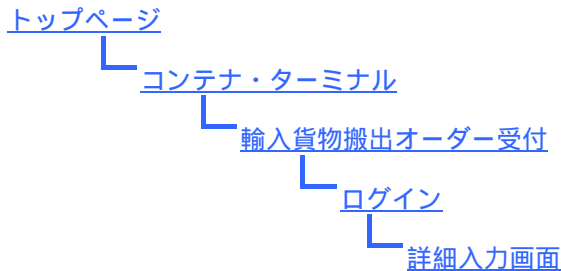 トップページ
コンテナ・ターミナル
輸入貨物搬出オーダー受付
ログイン
詳細入力画面